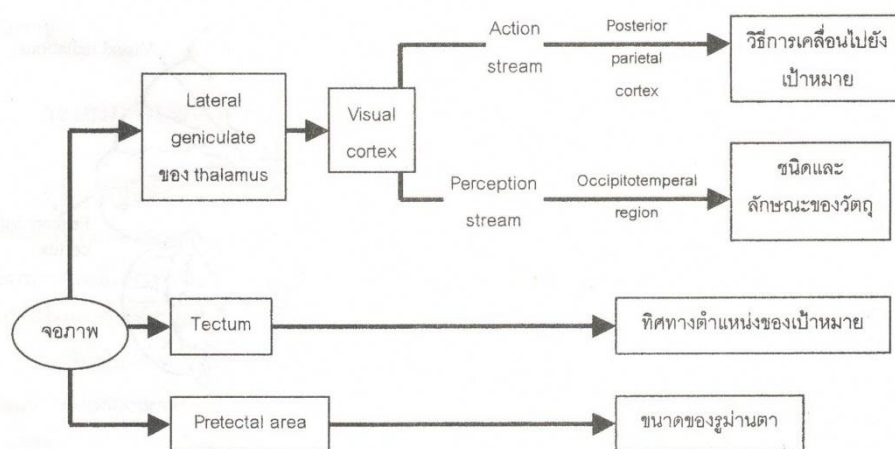 Action
stream
Posterior
parietal
cortex
วิธีการเคลื่อนไปยัง
เป้าหมาย
Lateral
geniculate
ของ thalamus
Visual
cortex
Perception
stream
Occipitotemperal
region
ชนิดและ
ลักษณะของวัตถุ
จอภาพ
Tectum
ทิศทางตำแหน่งของเป้าหมาย
Pretectal area
ขนาดของรูม่านตา